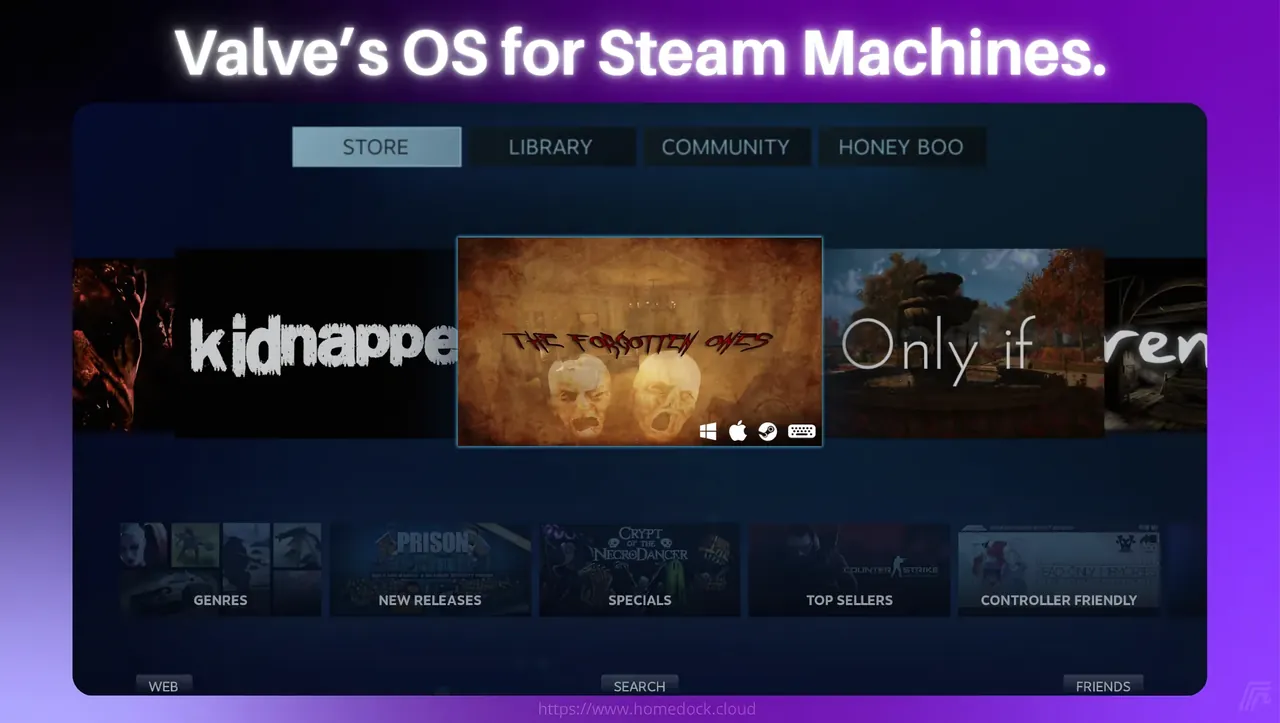 Valve’s OS for Steam Machines.
STORE LIBRARY COMMUNITY HONEY BOO
kidnappe
THE FORGOTTEN ONES
Only if
ren
PRISON
CRYPT
OF THE
NECRODANCER
COUNTER STRIKE
GENRES NEW RELEASES SPECIALS TOP SELLERS CONTROLLER FRIENDLY
WEB SEARCH FRIENDS
https://www.homedock.cloud